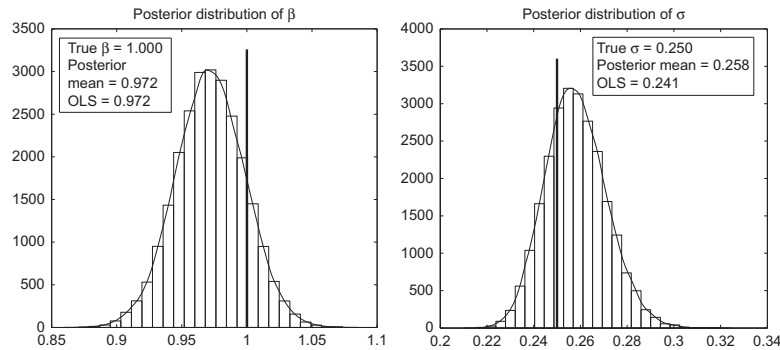 Posterior distribution of β
3500
3000
2500
2000
1500
1000
500
0
True β = 1.000
Posterior
mean = 0.972
OLS = 0.972
0.85 0.9 0.95 1 1.05 1.1
Posterior distribution of σ
4500
4000
3500
3000
2500
2000
1500
1000
500
0
True σ = 0.250
Posterior mean = 0.258
OLS = 0.241
0.2 0.22 0.24 0.26 0.28 0.3 0.32 0.34